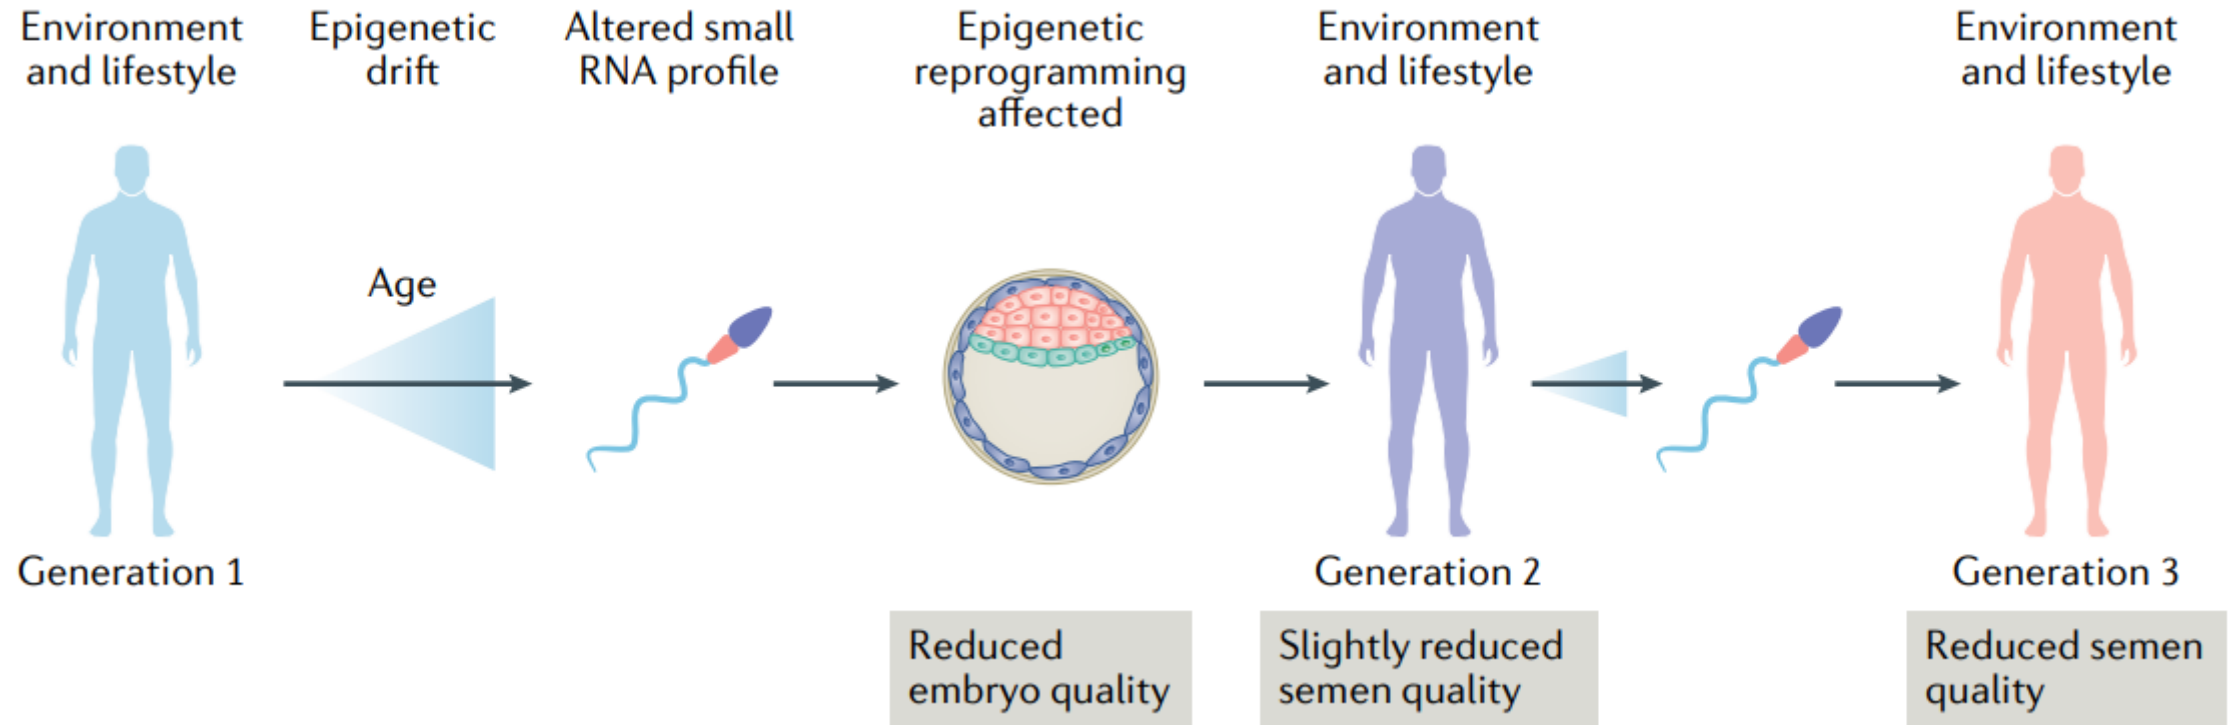 Environment
and lifestyle
Epigenetic
drift
Altered small
RNA profile
Epigenetic
reprogramming
affected
Environment
and lifestyle
Environment
and lifestyle
Age
Generation 1
Generation 2
Generation 3
Reduced
embryo quality
Slightly reduced
semen quality
Reduced semen
quality